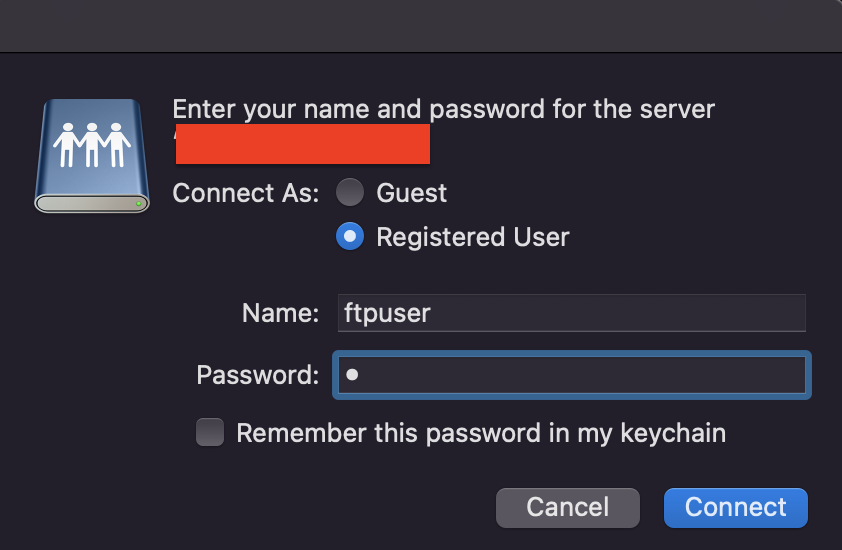 Enter your name and password for the server
Connect As:
Guest
Registered User
Name: ftpuser
Password: •
Remember this password in my keychain
Cancel
Connect